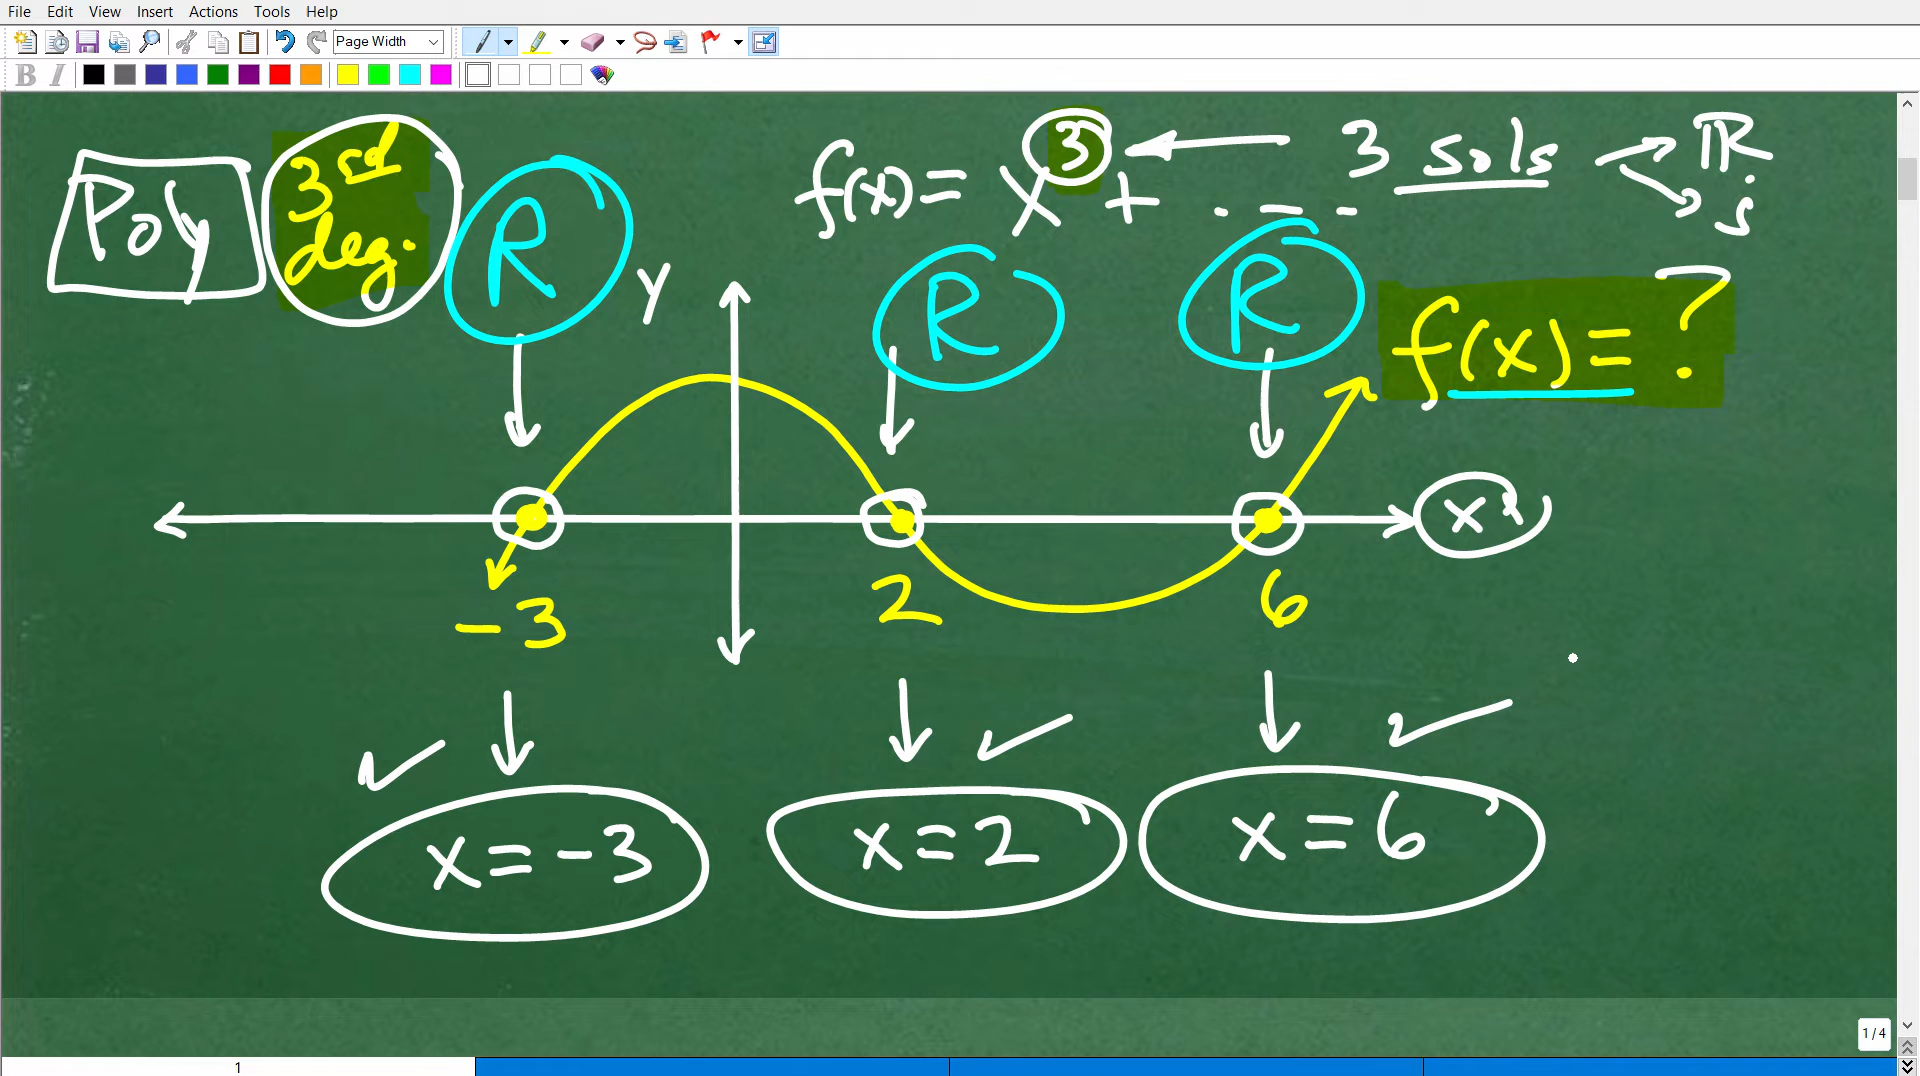 File Edit View Insert Actions Tools Help
Page Width
B I
Poly
3rd
deg.
R
f(x) = x³ + . _ _ _
3 sols
ℝ
i
Y
R
R
f(x) = ?
x
-3
2
6
x = -3
x = 2
x = 6
1 / 4
1